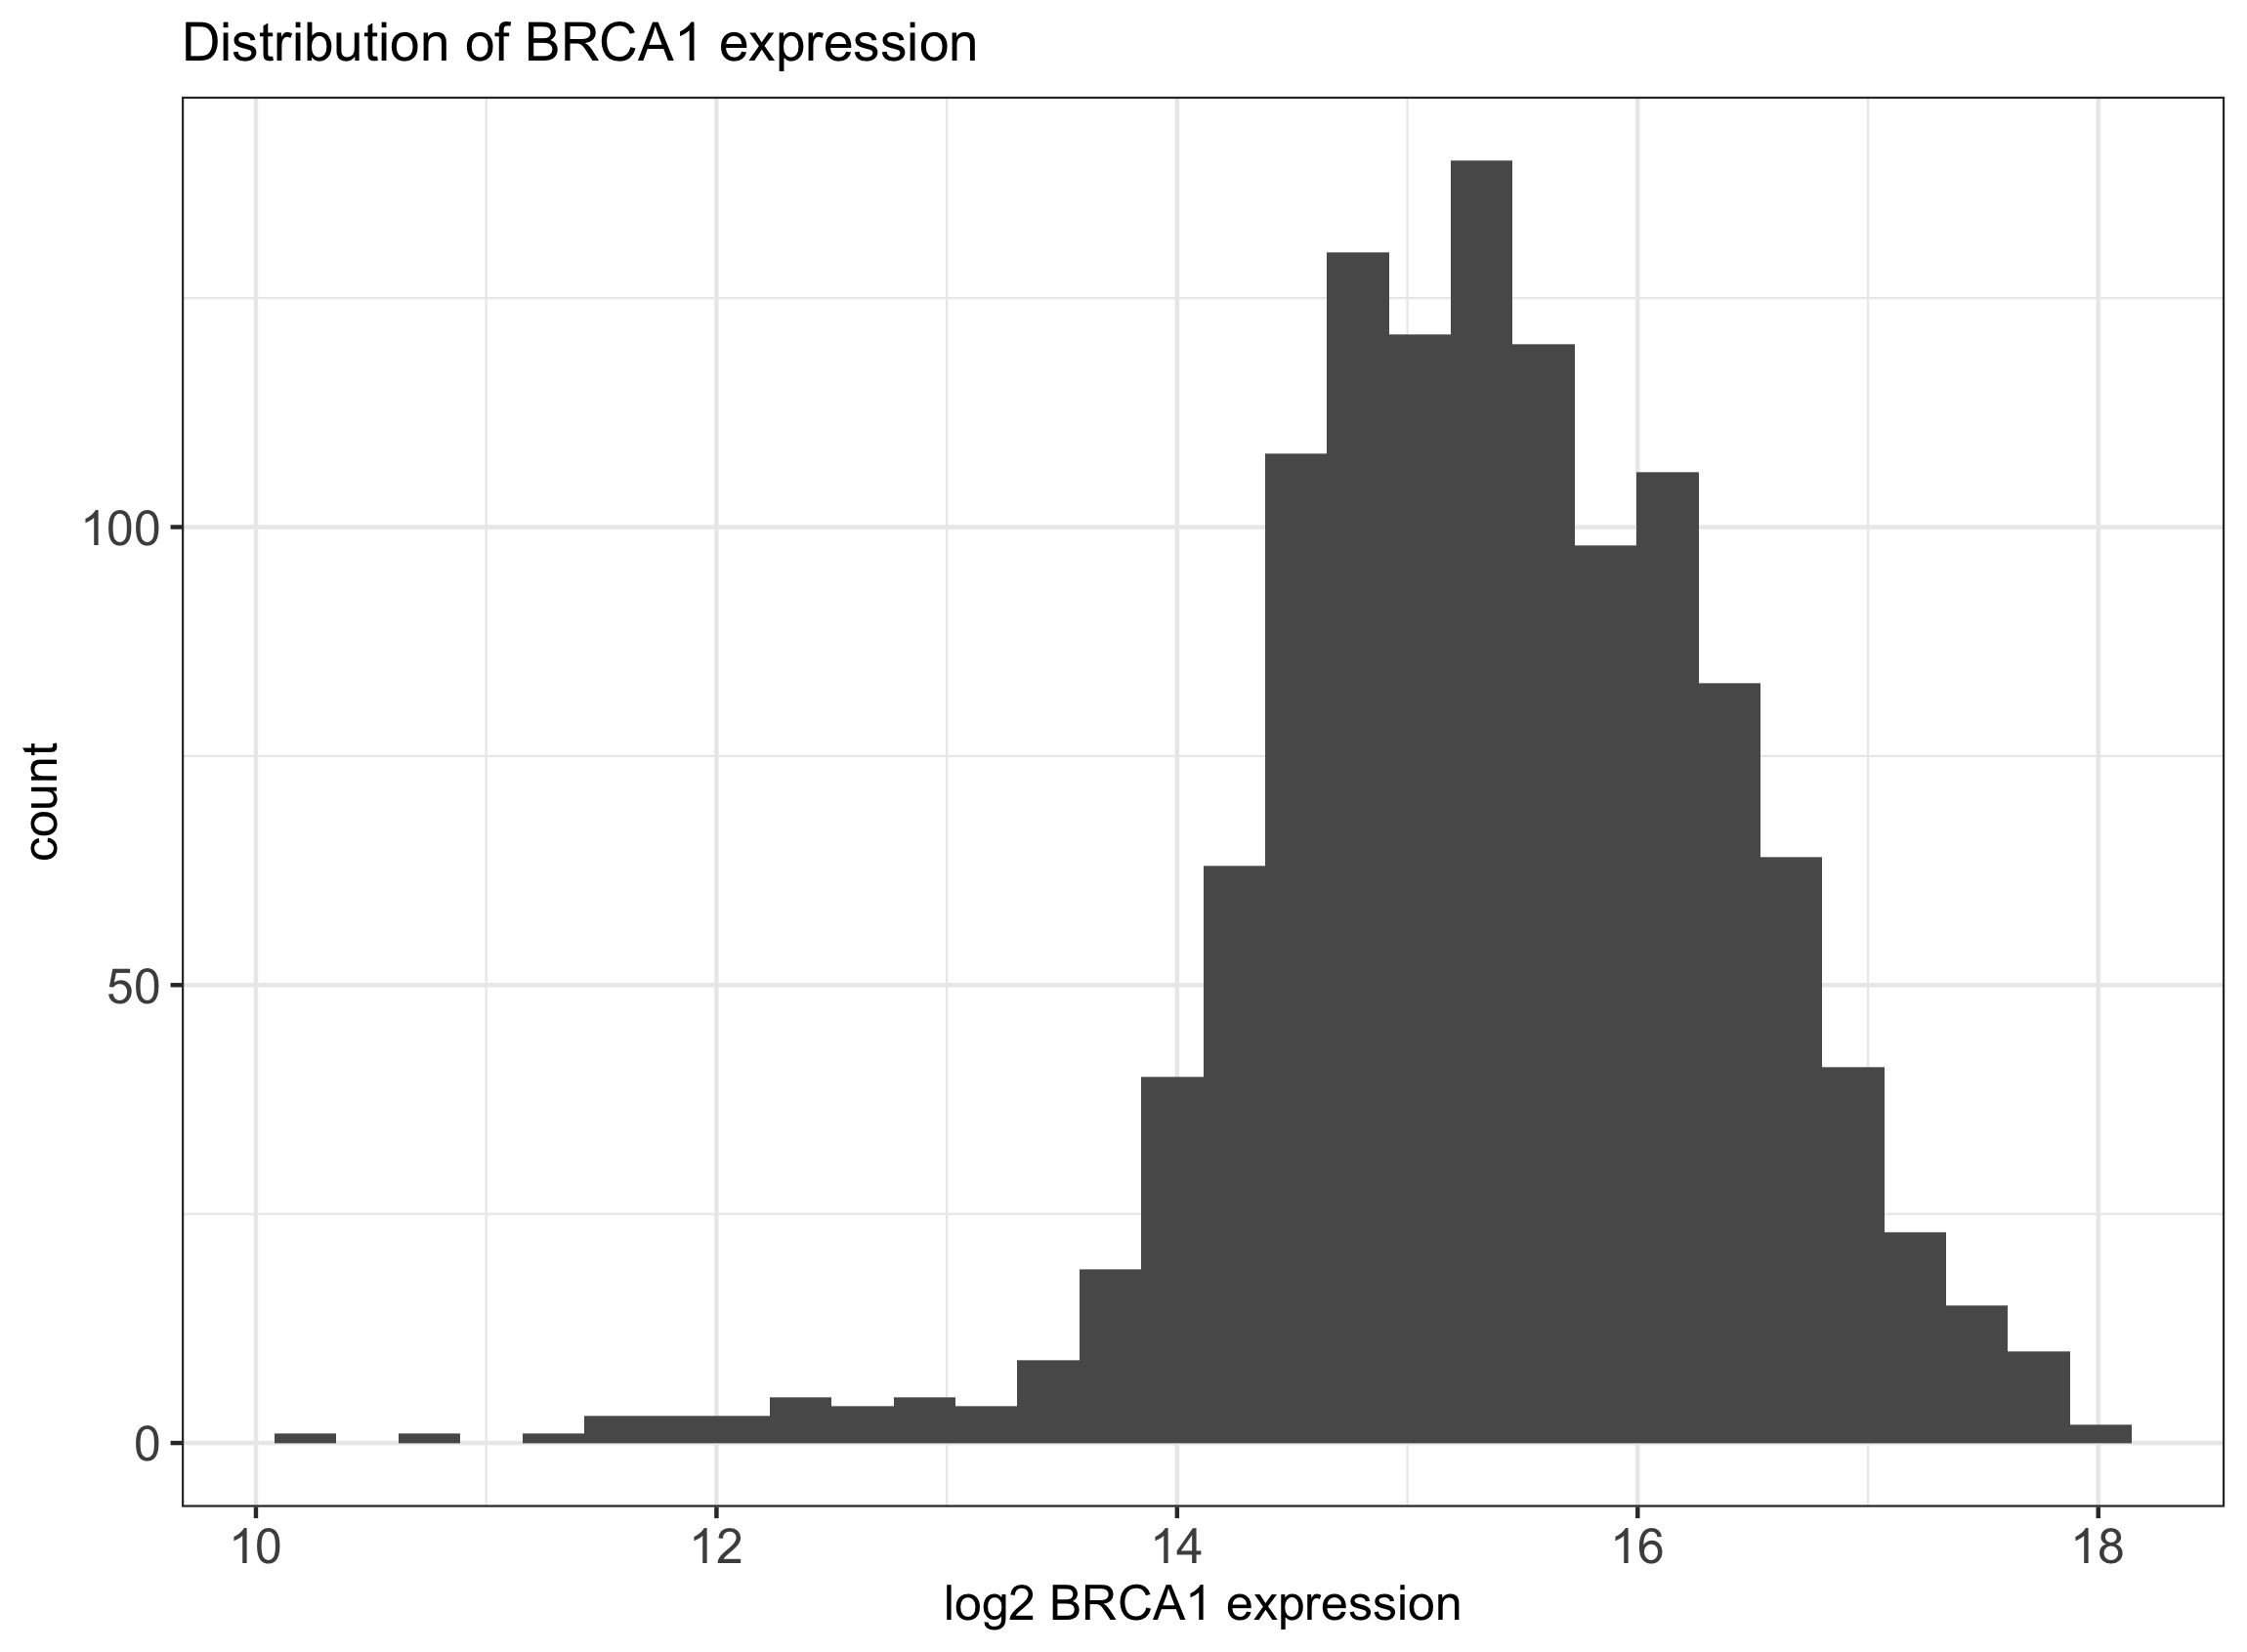 Distribution of BRCA1 expression
count
100
50
0
10 12 14 16 18
log2 BRCA1 expression